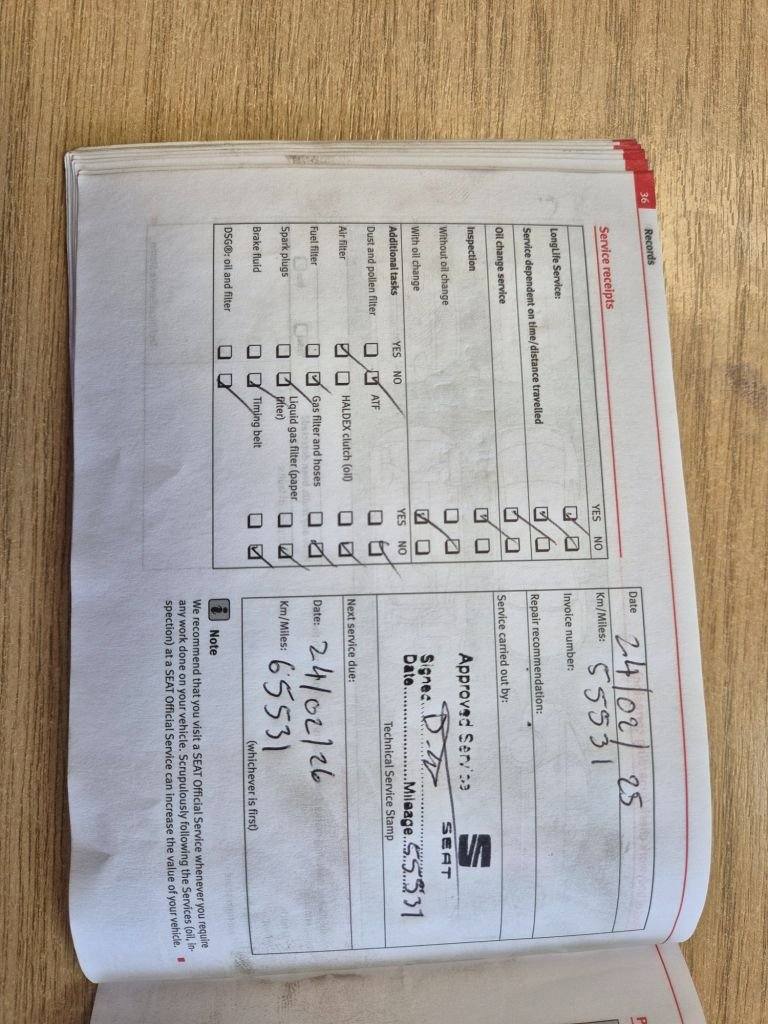 36
Records
Service receipts
YES NO
LongLife Service:
Service dependent on time/distance travelled
Oil change service
Inspection
Without oil change
With oil change
Additional tasks YES NO YES NO
Dust and pollen filter ATF
Air filter HALDEX clutch (oil)
Fuel filter Gas filter and hoses
Spark plugs Liquid gas filter (paper
filter)
Brake fluid Timing belt
DSG®: oil and filter
Date 24/02/25
Km/Miles: 55531
Invoice number:
Repair recommendation:
Service carried out by:
Approved Service
SEAT
Signed
Date Mileage 55531
Technical Service Stamp
Next service due:
Date: 24/02/26
Km/Miles: 65531
(whichever is first)
i Note
We recommend that you visit a SEAT Official Service whenever you require
any work done on your vehicle. Scrupulously following the Services (oil, in-
spection) at a SEAT Official Service can increase the value of your vehicle.